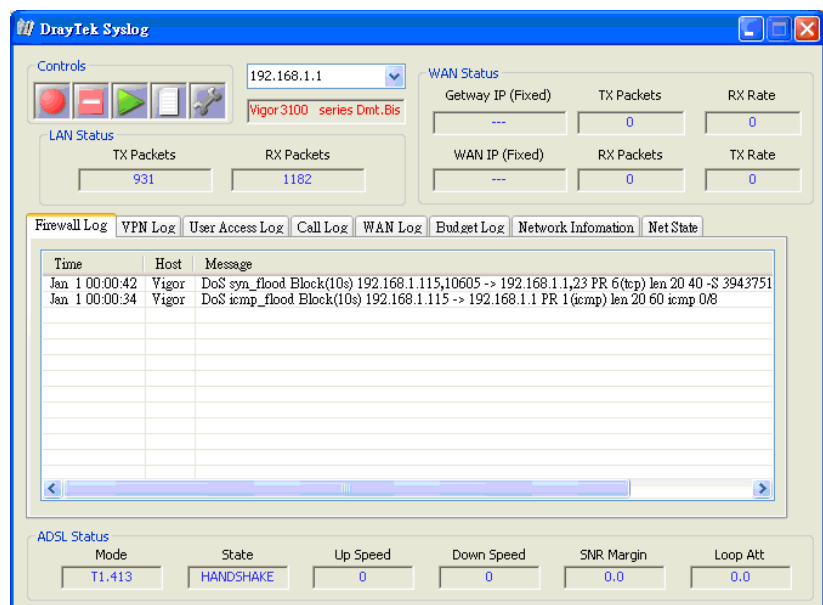 DrayTek Syslog
Controls
192.168.1.1
Vigor3100 series Dmt.Bis
LAN Status
TX Packets RX Packets
931 1182
WAN Status
Getway IP (Fixed) TX Packets RX Rate
--- 0 0
WAN IP (Fixed) RX Packets TX Rate
--- 0 0
Firewall Log VPN Log User Access Log Call Log WAN Log Budget Log Network Infomation Net State
Time Host Message
Jan 1 00:00:42 Vigor DoS syn_flood Block(10s) 192.168.1.115,10605 -> 192.168.1.1,23 PR 6(tcp) len 20 40 -S 3943751
Jan 1 00:00:34 Vigor DoS icmp_flood Block(10s) 192.168.1.115 -> 192.168.1.1 PR 1(icmp) len 20 60 icmp 0/8
ADSL Status
Mode State Up Speed Down Speed SNR Margin Loop Att
T1.413 HANDSHAKE 0 0 0.0 0.0